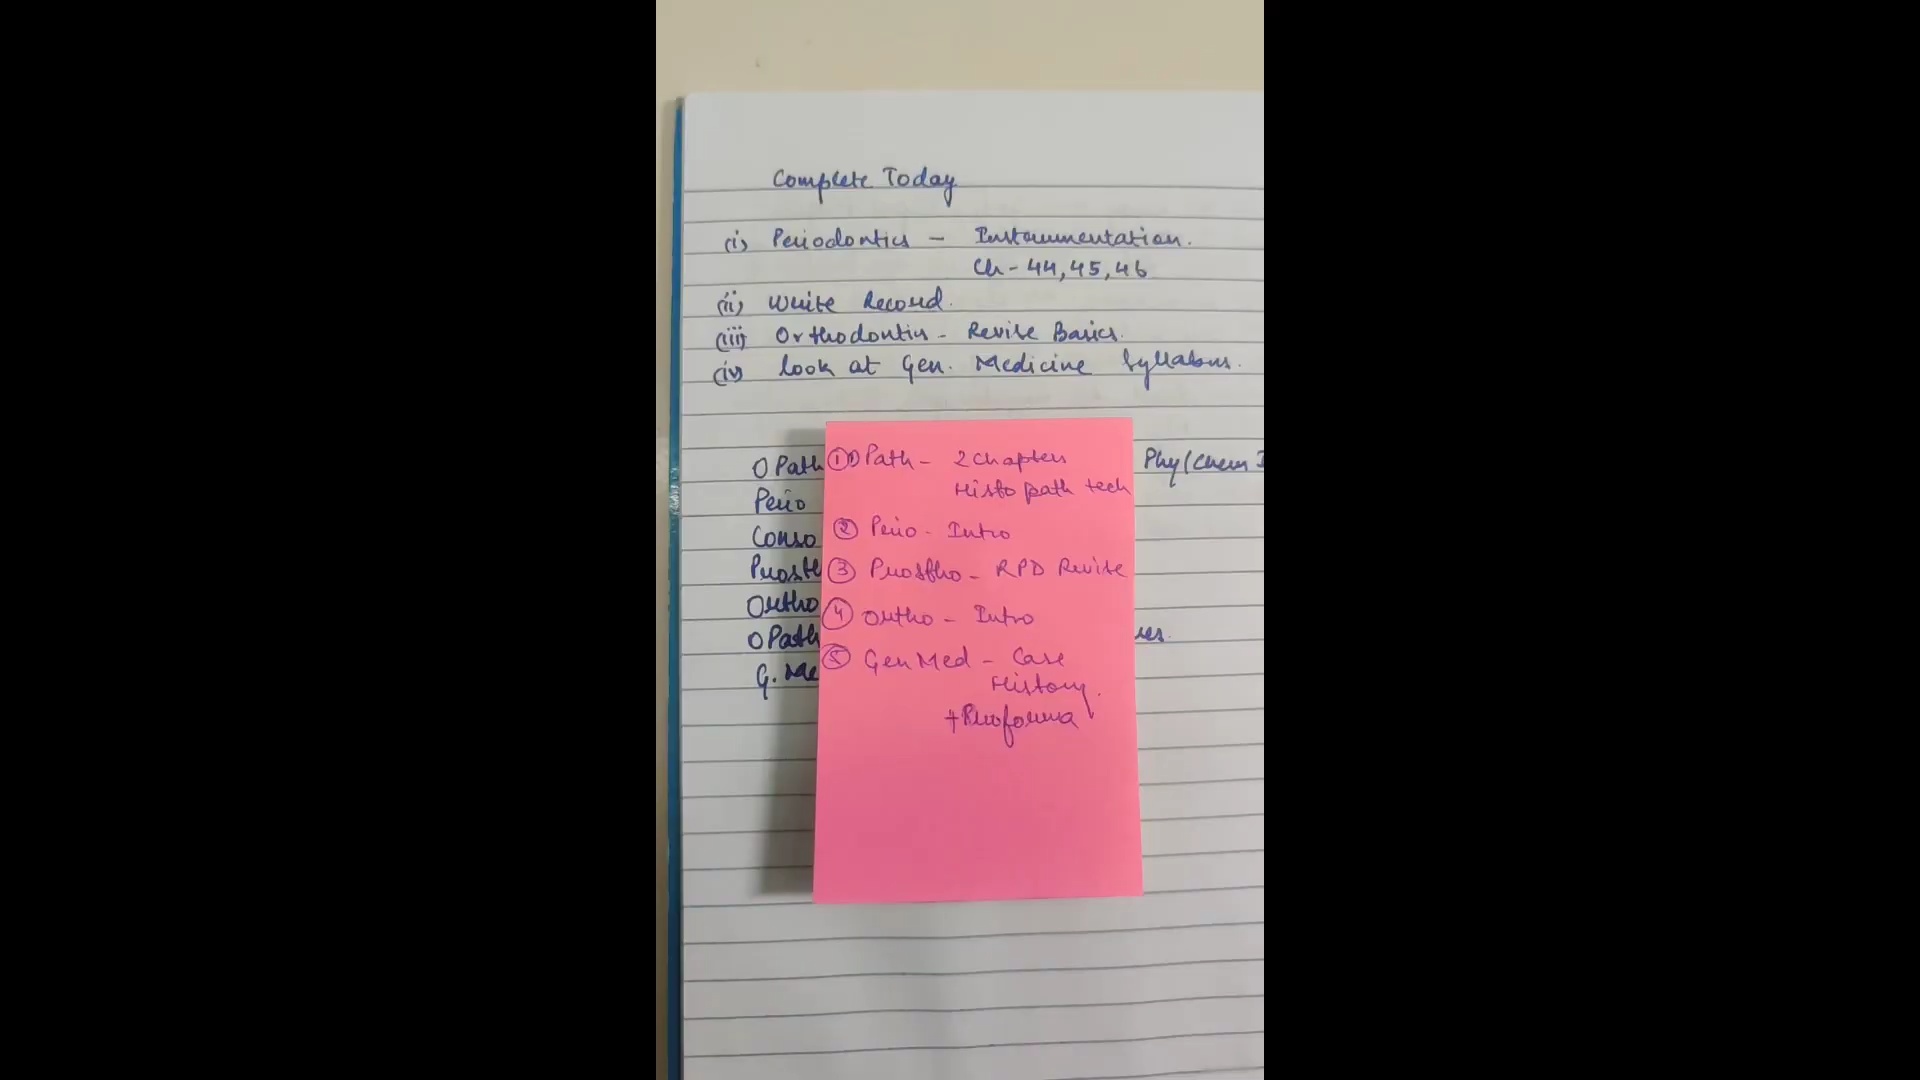 Complete Today
(i) Periodontics - Instrumentation.
Ch - 44, 45, 46
(ii) Write Record.
(iii) Orthodontics - Revise Basics.
(iv) look at Gen. Medicine Syllabus.
O Path
Phy/Chem I
Perio
Conso
Prosth
Ortho
O Path
G. Me
① O Path - 2 chapters
Histo path tech
② Perio - Intro
③ Prostho - RPD Revise
④ Ortho - Intro
⑤ Gen Med - Case
History.
+ Proforma